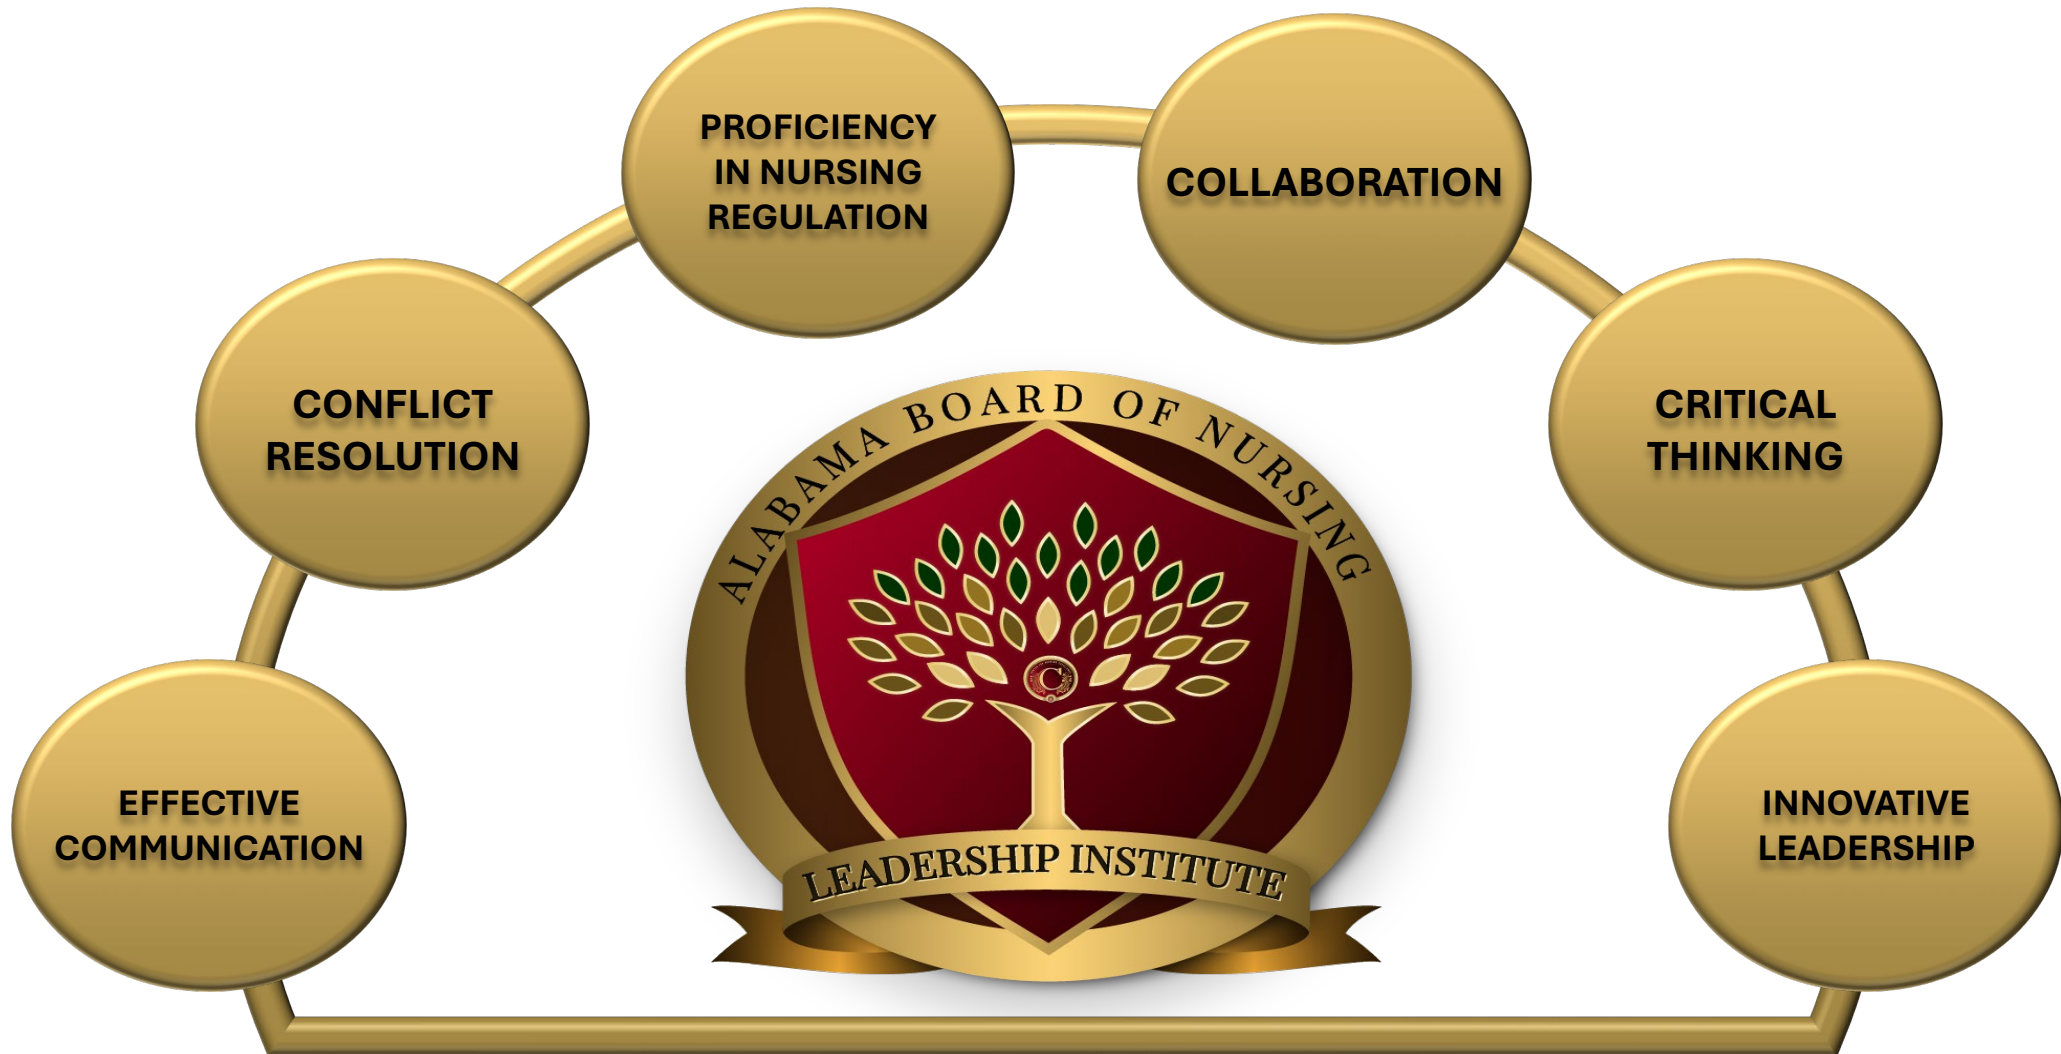 PROFICIENCY
IN NURSING
REGULATION
COLLABORATION
CONFLICT
RESOLUTION
CRITICAL
THINKING
EFFECTIVE
COMMUNICATION
INNOVATIVE
LEADERSHIP
ALABAMA BOARD OF NURSING
C
LEADERSHIP INSTITUTE